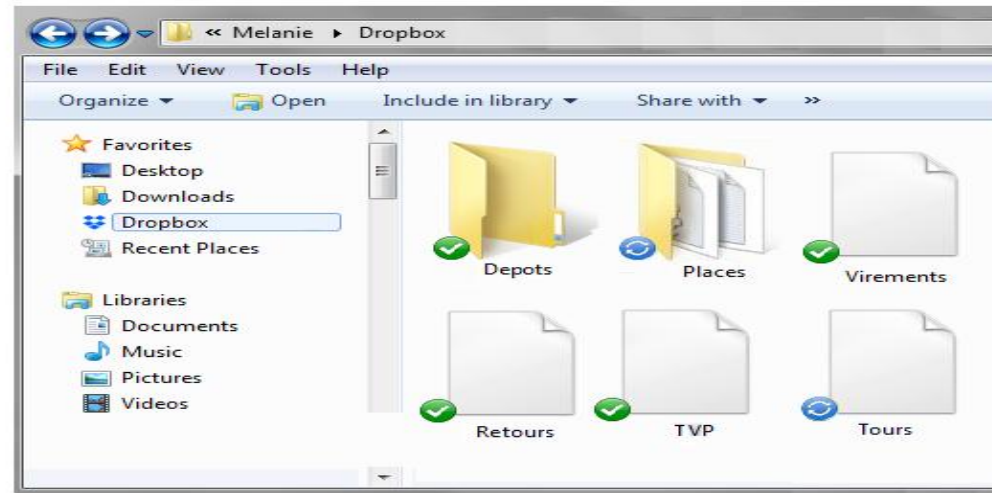 « Melanie ▸ Dropbox
File Edit View Tools Help
Organize ▾ Open Include in library ▾ Share with ▾ »
Favorites
Desktop
Downloads
Dropbox
Recent Places
Libraries
Documents
Music
Pictures
Videos
Depots Places Virements
Retours TVP Tours